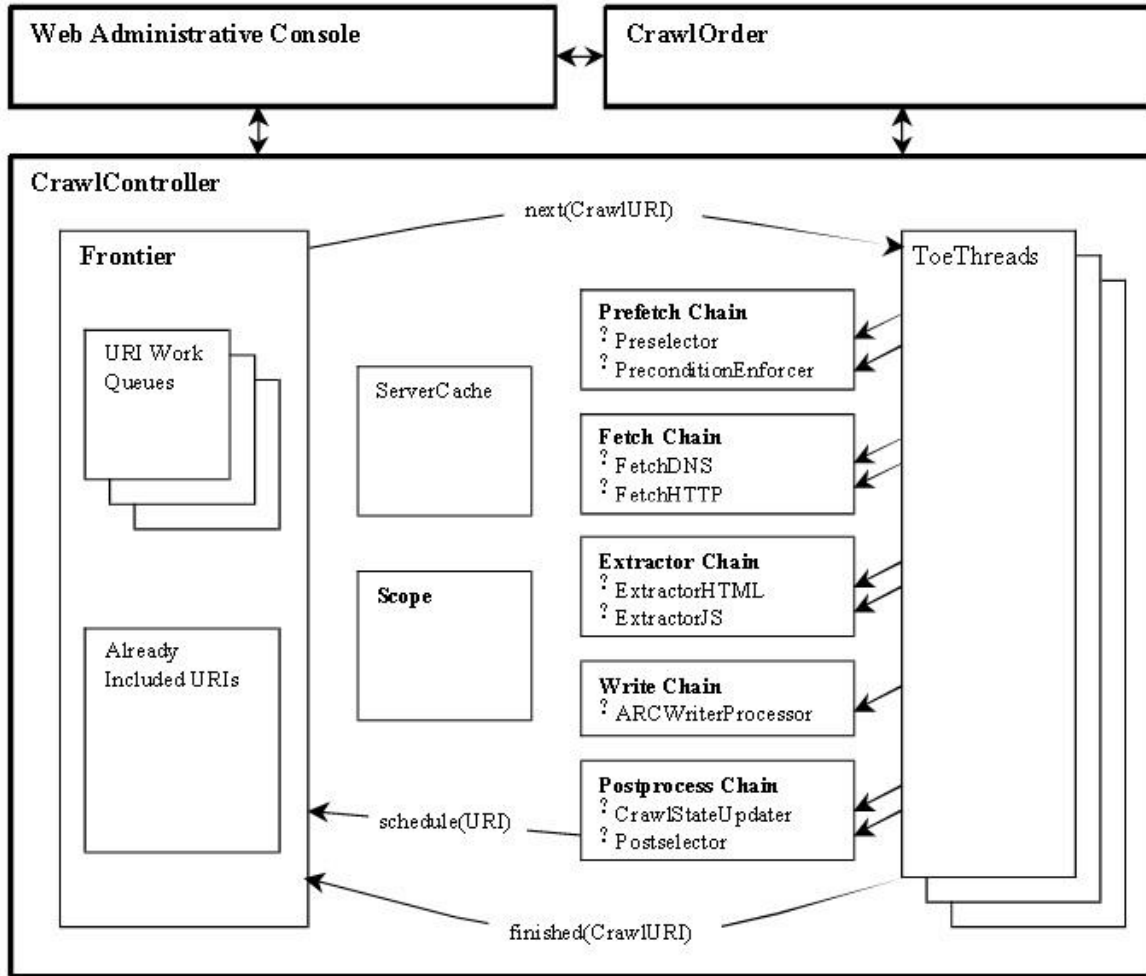 Web Administrative Console
CrawlOrder
CrawlController
next(CrawlURI)
Frontier
ToeThreads
URI Work
Queues
ServerCache
Prefetch Chain
? Preselector
? PreconditionEnforcer
Fetch Chain
? FetchDNS
? FetchHTTP
Scope
Extractor Chain
? ExtractorHTML
? ExtractorJS
Already
Included URIs
Write Chain
? ARCWriterProcessor
Postprocess Chain
? CrawlStateUpdater
? Postselector
schedule(URI)
finished(CrawlURI)